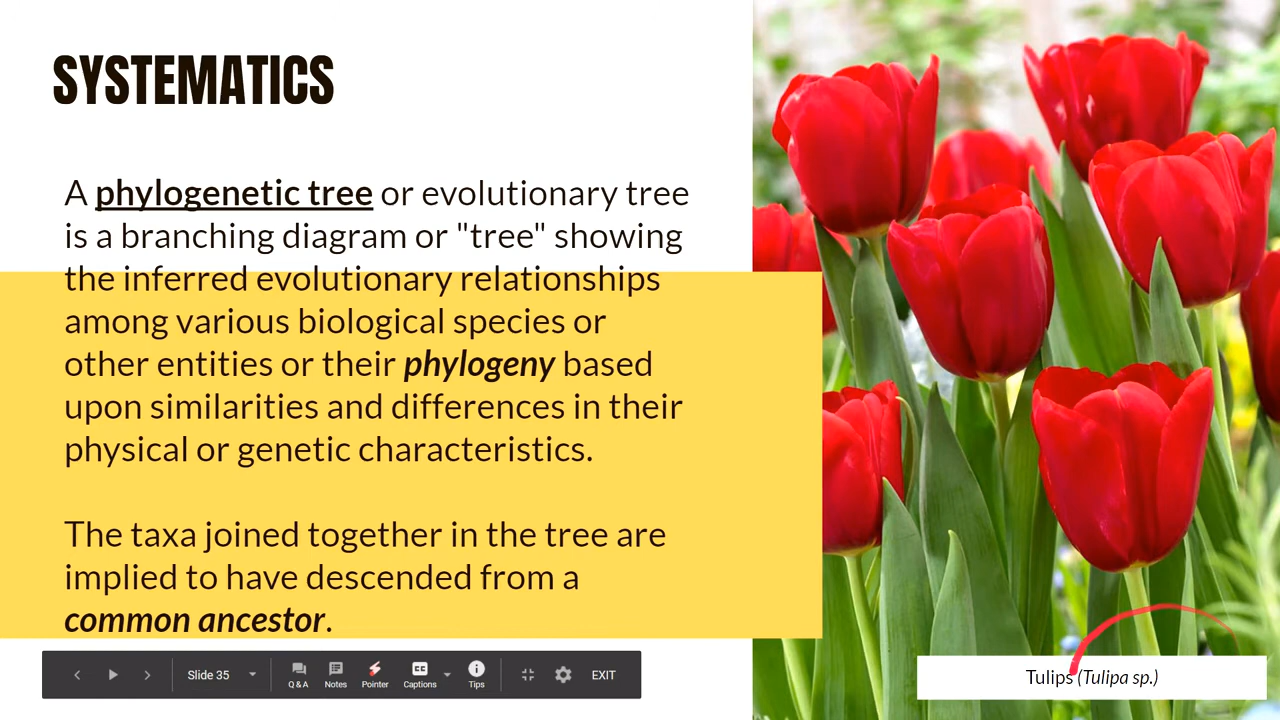 SYSTEMATICS
A phylogenetic tree or evolutionary tree
is a branching diagram or "tree" showing
the inferred evolutionary relationships
among various biological species or
other entities or their phylogeny based
upon similarities and differences in their
physical or genetic characteristics.
The taxa joined together in the tree are
implied to have descended from a
common ancestor.
Slide 35 Q & A Notes Pointer Captions Tips EXIT
Tulips (Tulipa sp.)